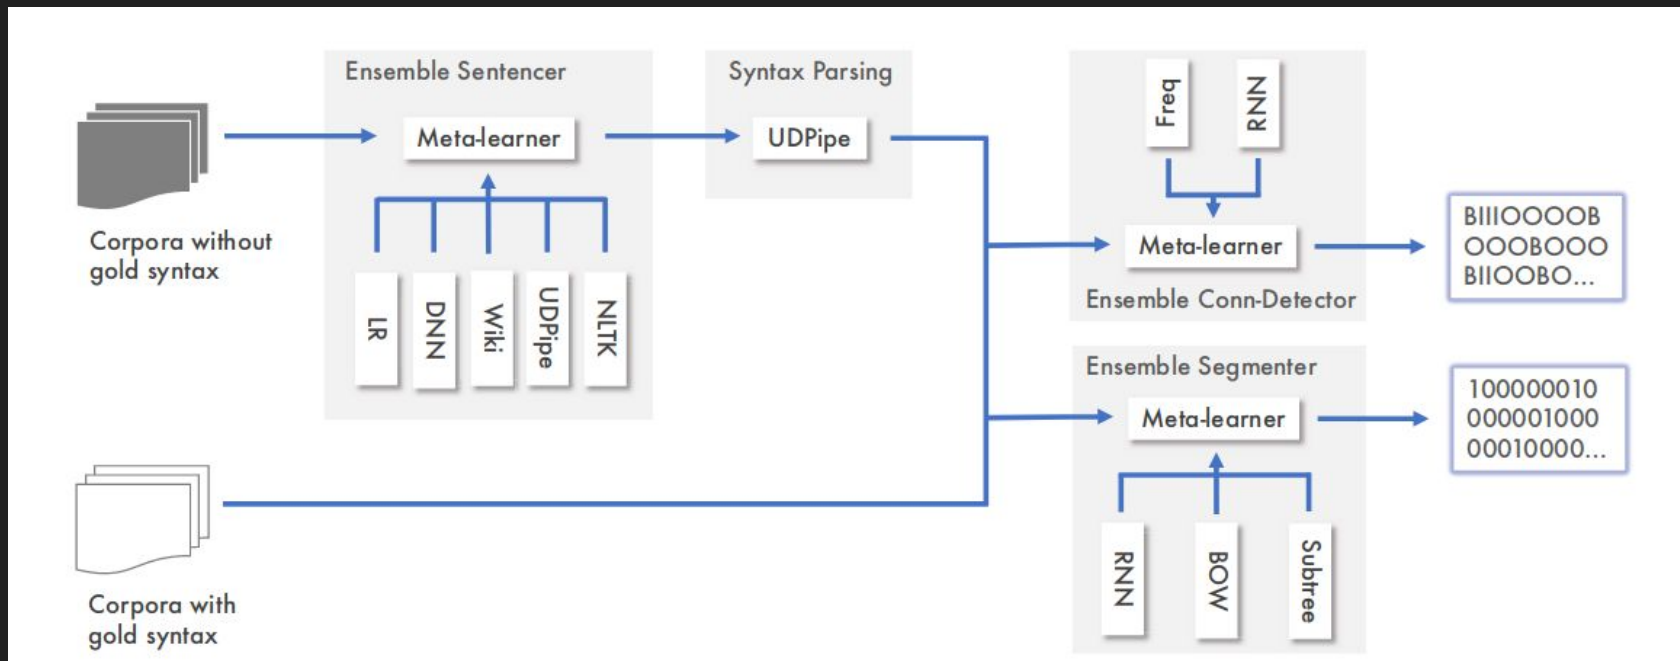 Ensemble Sentencer
Meta-learner
LR
DNN
Wiki
UDPipe
NLTK
Syntax Parsing
UDPipe
Freq
RNN
Meta-learner
Ensemble Conn-Detector
BIIIOOOOB
OOOBOOO
BIIOOBO...
Corpora without
gold syntax
Ensemble Segmenter
Meta-learner
RNN
BOW
Subtree
100000010
000001000
00010000...
Corpora with
gold syntax